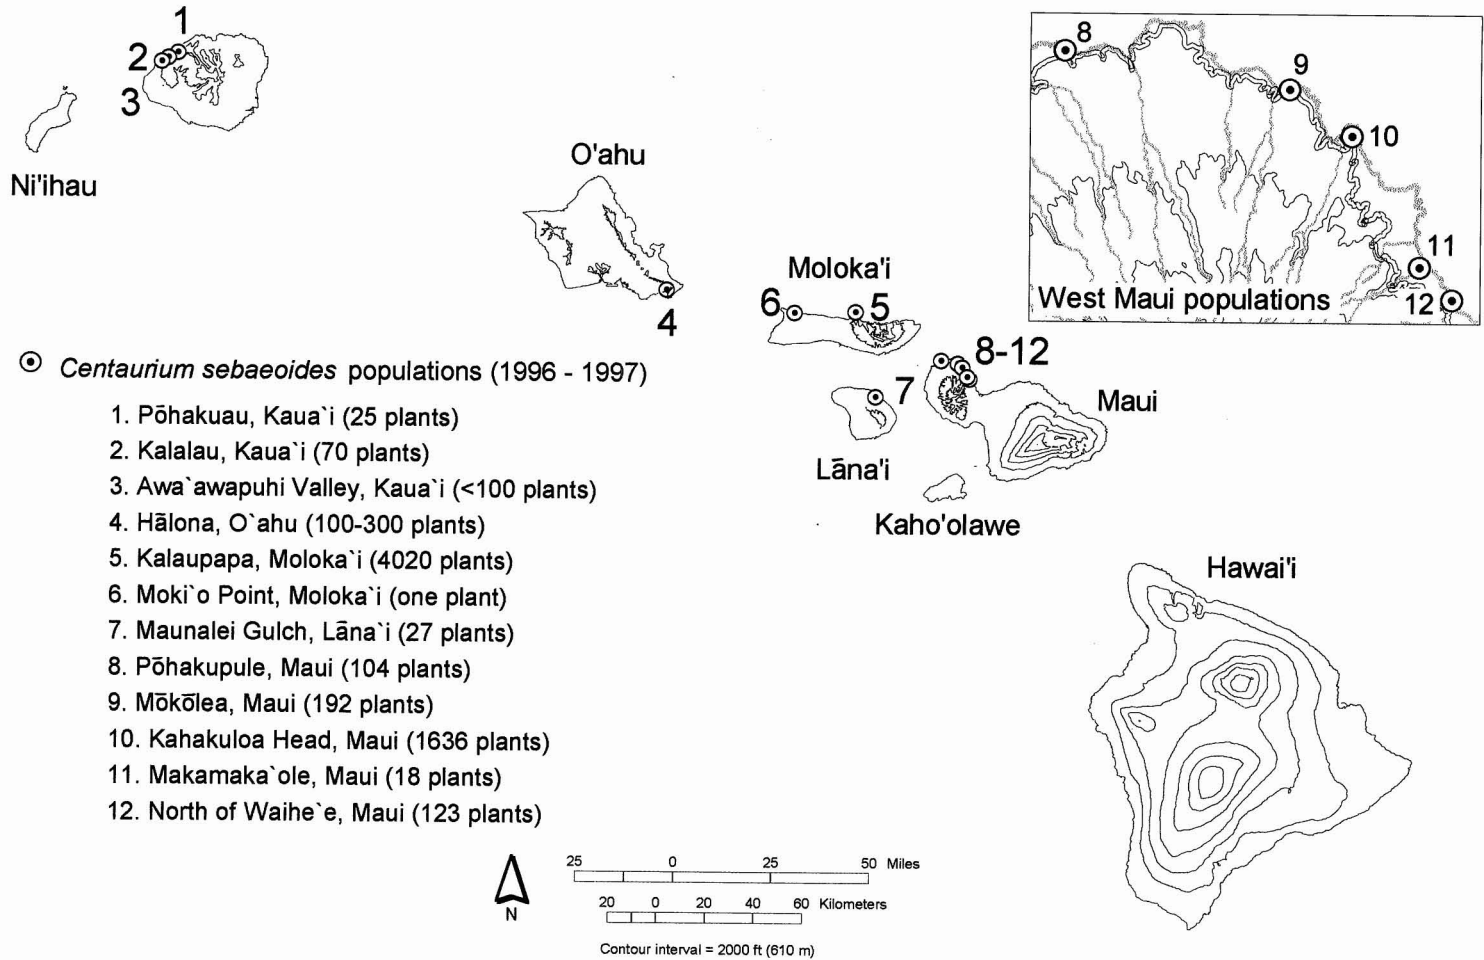 1
2
3
Ni'ihau
O'ahu
4
Moloka'i
6
5
8-12
7
Maui
Lāna'i
Kaho'olawe
Hawai'i
8
9
10
11
12
West Maui populations
Centaurium sebaeoides populations (1996 - 1997)
1. Pōhakuau, Kaua`i (25 plants)
2. Kalalau, Kaua`i (70 plants)
3. Awa`awapuhi Valley, Kaua`i (<100 plants)
4. Hālona, O`ahu (100-300 plants)
5. Kalaupapa, Moloka`i (4020 plants)
6. Moki`o Point, Moloka`i (one plant)
7. Maunalei Gulch, Lāna`i (27 plants)
8. Pōhakupule, Maui (104 plants)
9. Mōkōlea, Maui (192 plants)
10. Kahakuloa Head, Maui (1636 plants)
11. Makamaka`ole, Maui (18 plants)
12. North of Waihe`e, Maui (123 plants)
N
25 0 25 50 Miles
20 0 20 40 60 Kilometers
Contour interval = 2000 ft (610 m)